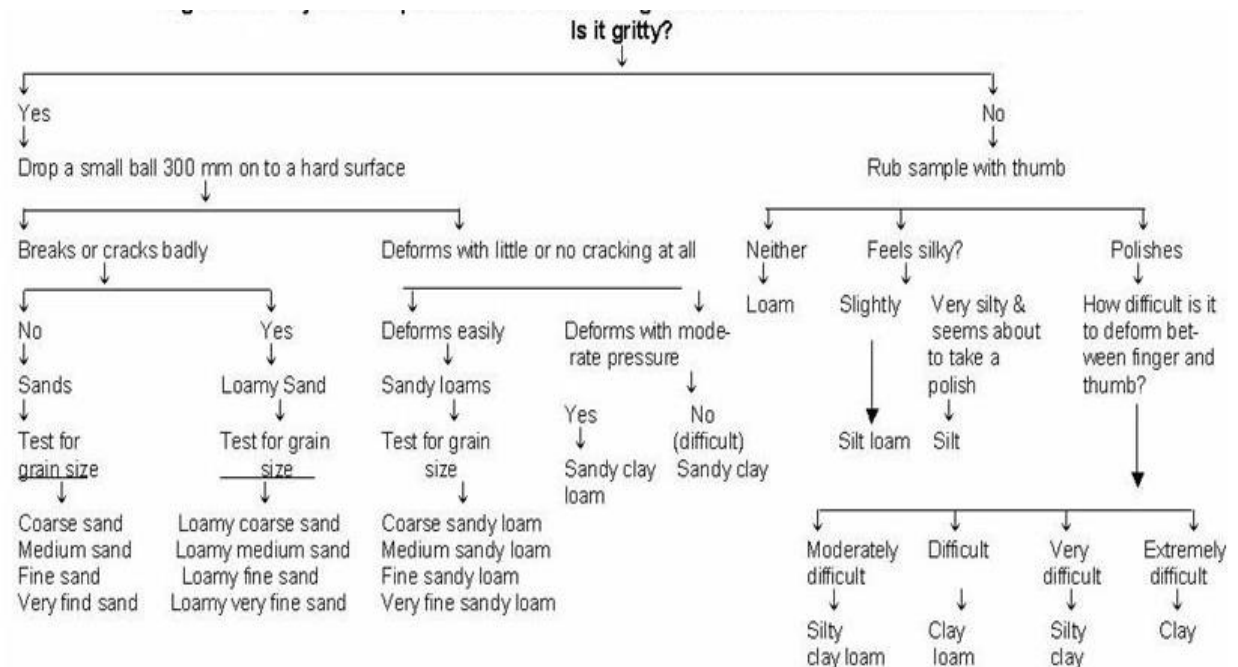 Is it gritty?
Yes
No
Drop a small ball 300 mm on to a hard surface
Rub sample with thumb
Breaks or cracks badly
Deforms with little or no cracking at all
Neither
Feels silky?
Polishes
No
Yes
Deforms easily
Deforms with mode-
rate pressure
Loam
Slightly
Very silty &
seems about
to take a
polish
How difficult is it
to deform bet-
ween finger and
thumb?
Sands
Loamy Sand
Sandy loams
Yes
No
(difficult)
Test for
grain size
Test for grain
size
Test for grain
size
Sandy clay
loam
Sandy clay
Silt loam
Silt
Coarse sand
Medium sand
Fine sand
Very find sand
Loamy coarse sand
Loamy medium sand
Loamy fine sand
Loamy very fine sand
Coarse sandy loam
Medium sandy loam
Fine sandy loam
Very fine sandy loam
Moderately
difficult
Difficult
Very
difficult
Extremely
difficult
Silty
clay loam
Clay
loam
Silty
clay
Clay